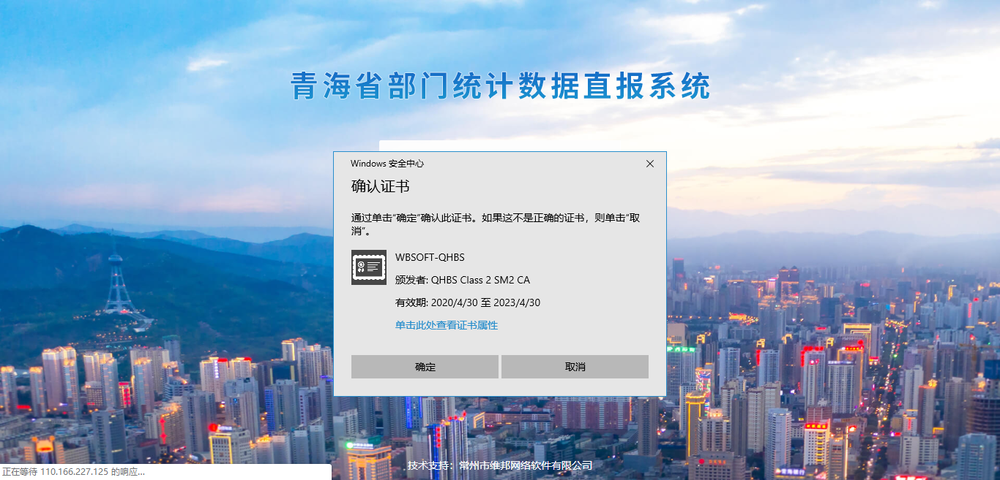 青海省部门统计数据直报系统
Windows 安全中心
确认证书
通过单击“确定”确认此证书。如果这不是正确的证书，则单击“取
消”。
WBSOFT-QHBS
颁发者: QHBS Class 2 SM2 CA
有效期: 2020/4/30 至 2023/4/30
单击此处查看证书属性
确定
取消
技术支持：常州市维邦网络软件有限公司
正在等待 110.166.227.125 的响应...